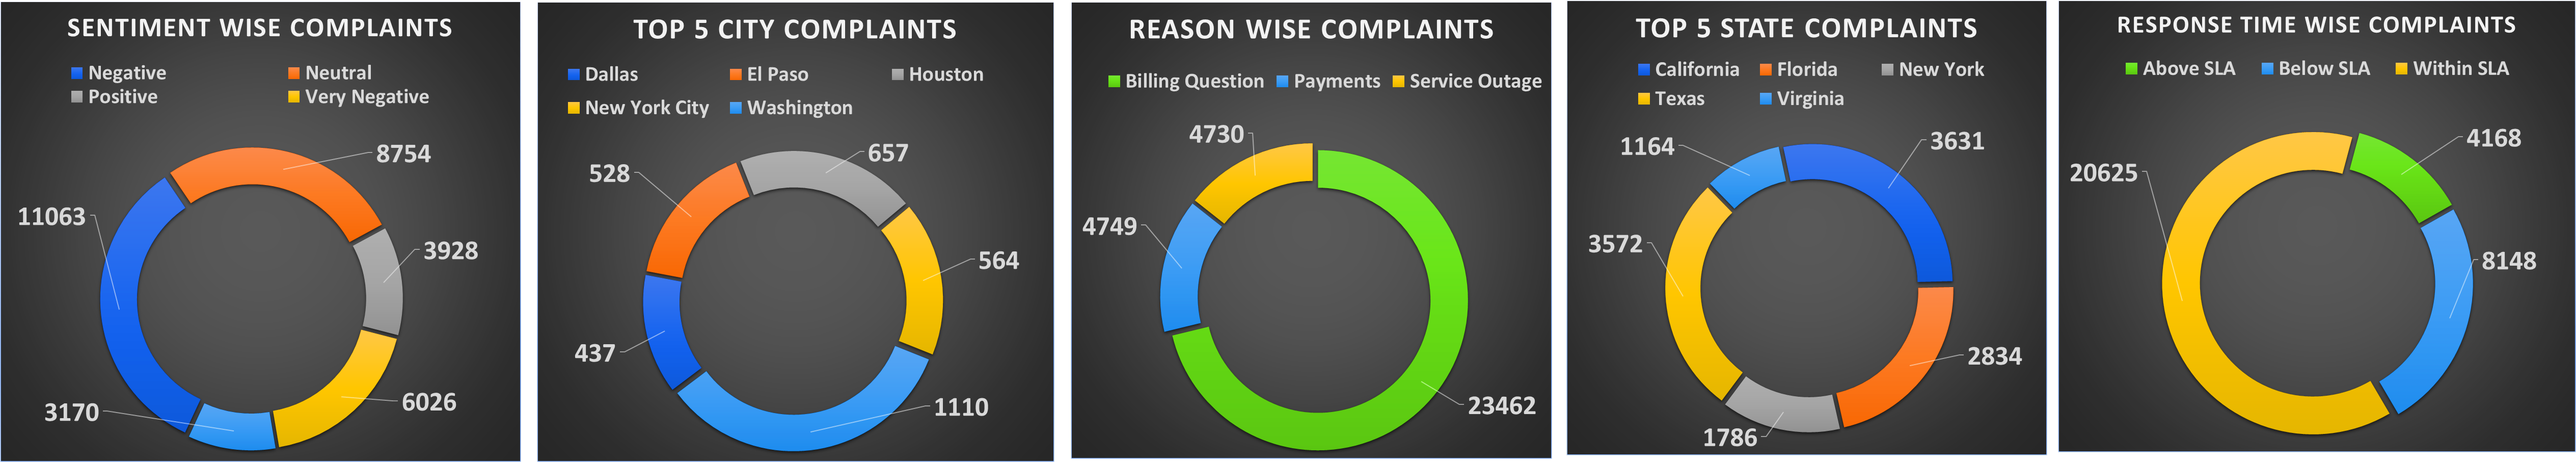 SENTIMENT WISE COMPLAINTS
Negative Neutral
Positive Very Negative
8754
11063
3928
6026
3170
TOP 5 CITY COMPLAINTS
Dallas El Paso Houston
New York City Washington
657
528
564
437
1110
REASON WISE COMPLAINTS
Billing Question Payments Service Outage
4730
4749
23462
TOP 5 STATE COMPLAINTS
California Florida New York
Texas Virginia
1164
3631
3572
2834
1786
RESPONSE TIME WISE COMPLAINTS
Above SLA Below SLA Within SLA
4168
20625
8148